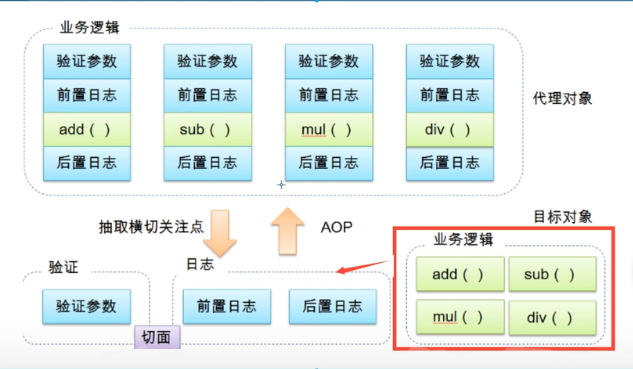 业务逻辑
验证参数 验证参数 验证参数 验证参数
前置日志 前置日志 前置日志 前置日志
add（ ） sub（ ） mul（ ） div（ ）
后置日志 后置日志 后置日志 后置日志
代理对象
抽取横切关注点
AOP
目标对象
业务逻辑
add（ ） sub（ ）
mul（ ） div（ ）
验证
日志
验证参数
前置日志 后置日志
切面